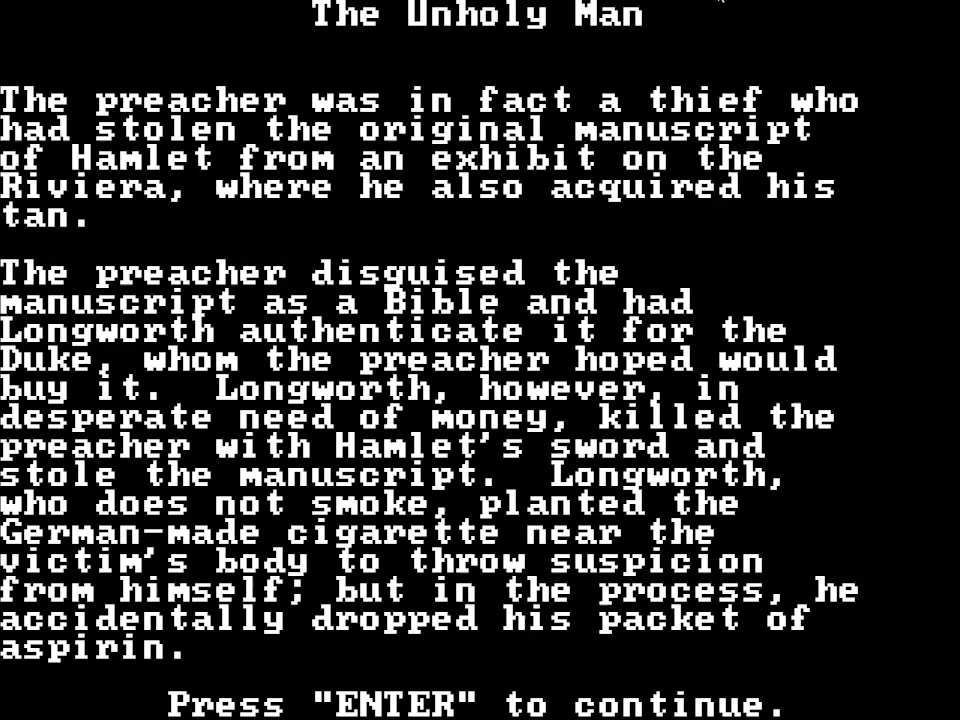 The Unholy Man
The preacher was in fact a thief who
had stolen the original manuscript
of Hamlet from an exhibit on the
Riviera, where he also acquired his
tan.
The preacher disguised the
manuscript as a Bible and had
Longworth authenticate it for the
Duke, whom the preacher hoped would
buy it.  Longworth, however, in
desperate need of money, killed the
preacher with Hamlet's sword and
stole the manuscript.  Longworth,
who does not smoke, planted the
German-made cigarette near the
victim's body to throw suspicion
from himself; but in the process, he
accidentally dropped his packet of
aspirin.
Press "ENTER" to continue.